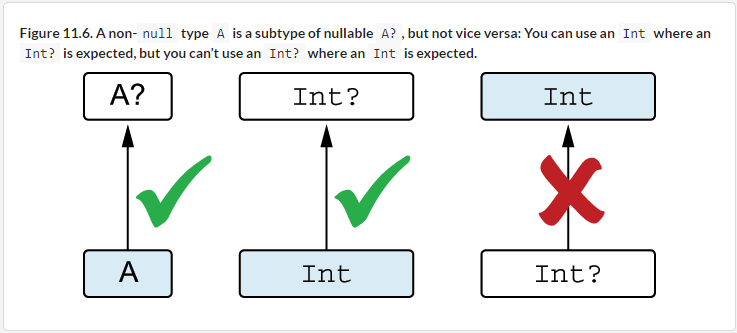 Figure 11.6. A non- null type A is a subtype of nullable A? , but not vice versa: You can use an Int where an
Int? is expected, but you can’t use an Int? where an Int is expected.
A? Int? Int
A Int Int?